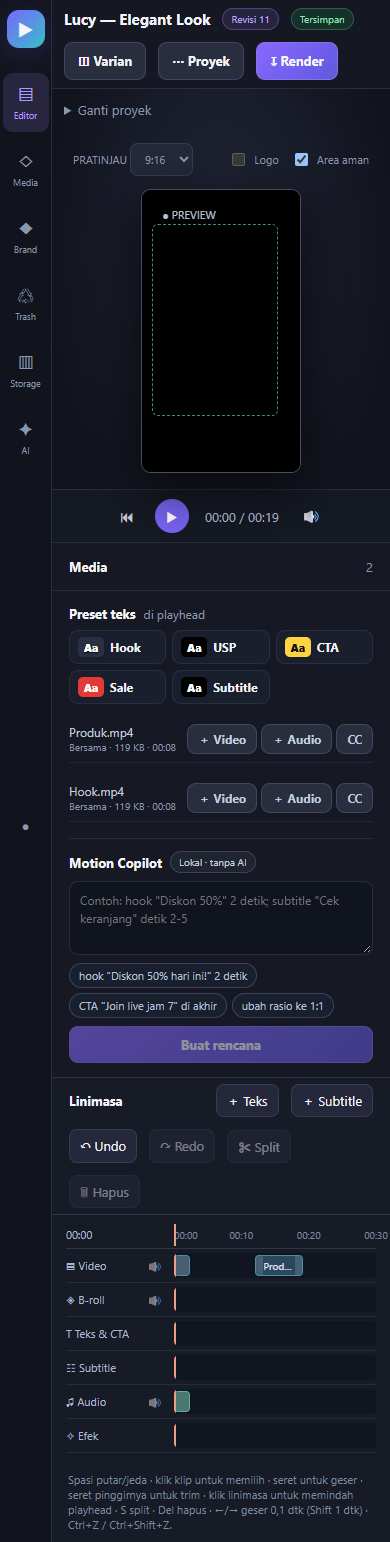 Lucy — Elegant Look
Revisi 11
Tersimpan
Varian
Proyek
Render
Editor
Media
Brand
Trash
Storage
AI
Ganti proyek
PRATINJAU
9:16
Logo
Area aman
PREVIEW
00:00 / 00:19
Media
2
Preset teks di playhead
Aa Hook
Aa USP
Aa CTA
Aa Sale
Aa Subtitle
Produk.mp4
Bersama · 119 KB · 00:08
+ Video
+ Audio
CC
Hook.mp4
Bersama · 119 KB · 00:08
+ Video
+ Audio
CC
Motion Copilot
Lokal · tanpa AI
Contoh: hook "Diskon 50%" 2 detik; subtitle "Cek
keranjang" detik 2-5
hook "Diskon 50% hari ini!" 2 detik
CTA "Join live jam 7" di akhir
ubah rasio ke 1:1
Buat rencana
Linimasa
+ Teks
+ Subtitle
Undo
Redo
Split
Hapus
00:00
00:00
00:10
00:20
00:30
Video
Prod...
B-roll
T Teks & CTA
Subtitle
Audio
Efek
Spasi putar/jeda · klik klip untuk memilih · seret untuk geser ·
seret pinggirnya untuk trim · klik linimasa untuk memindah
playhead · S split · Del hapus · ←/→ geser 0,1 dtk (Shift 1 dtk) ·
Ctrl+Z / Ctrl+Shift+Z.